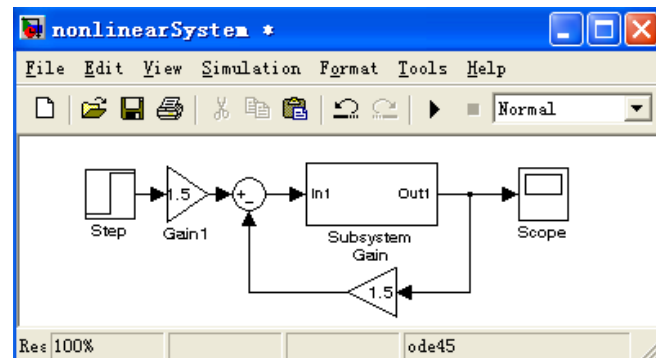 nonlinearSystem *
File Edit View Simulation Format Tools Help
Normal
1.5
In1 Out1
Step Gain1 Subsystem Scope
Gain
1.5
Res 100% ode45